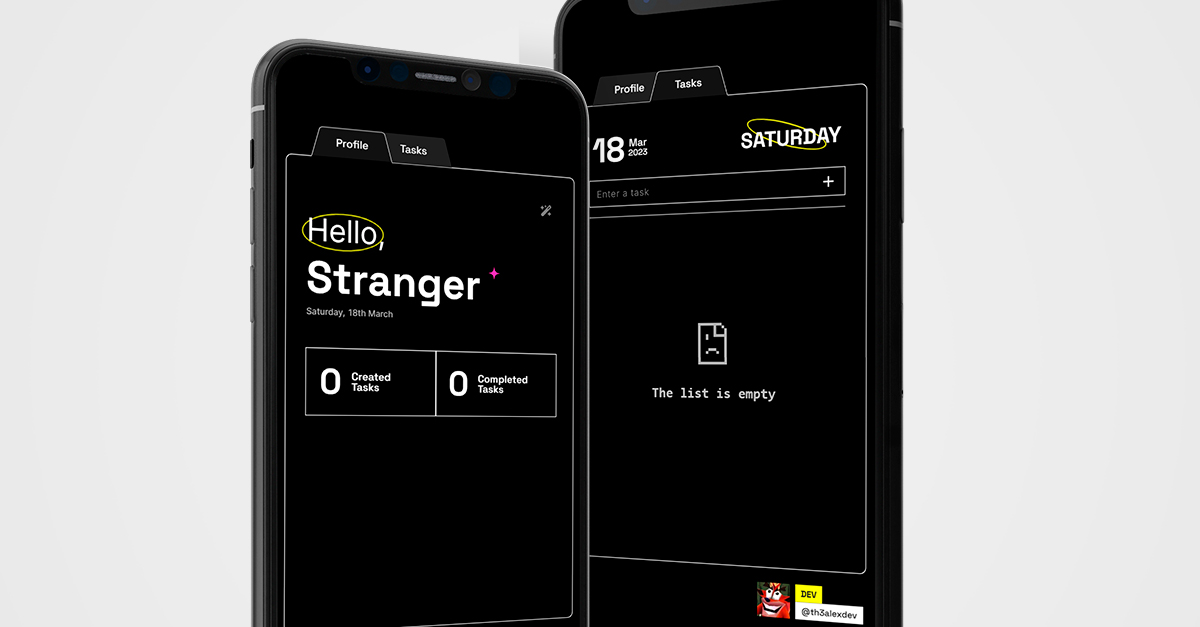 Profile
Tasks
Hello,
Stranger
Saturday, 18th March
0 Created
Tasks
0 Completed
Tasks
Profile
Tasks
18 Mar
2023
SATURDAY
Enter a task +
The list is empty
DEV
@th3alexdev